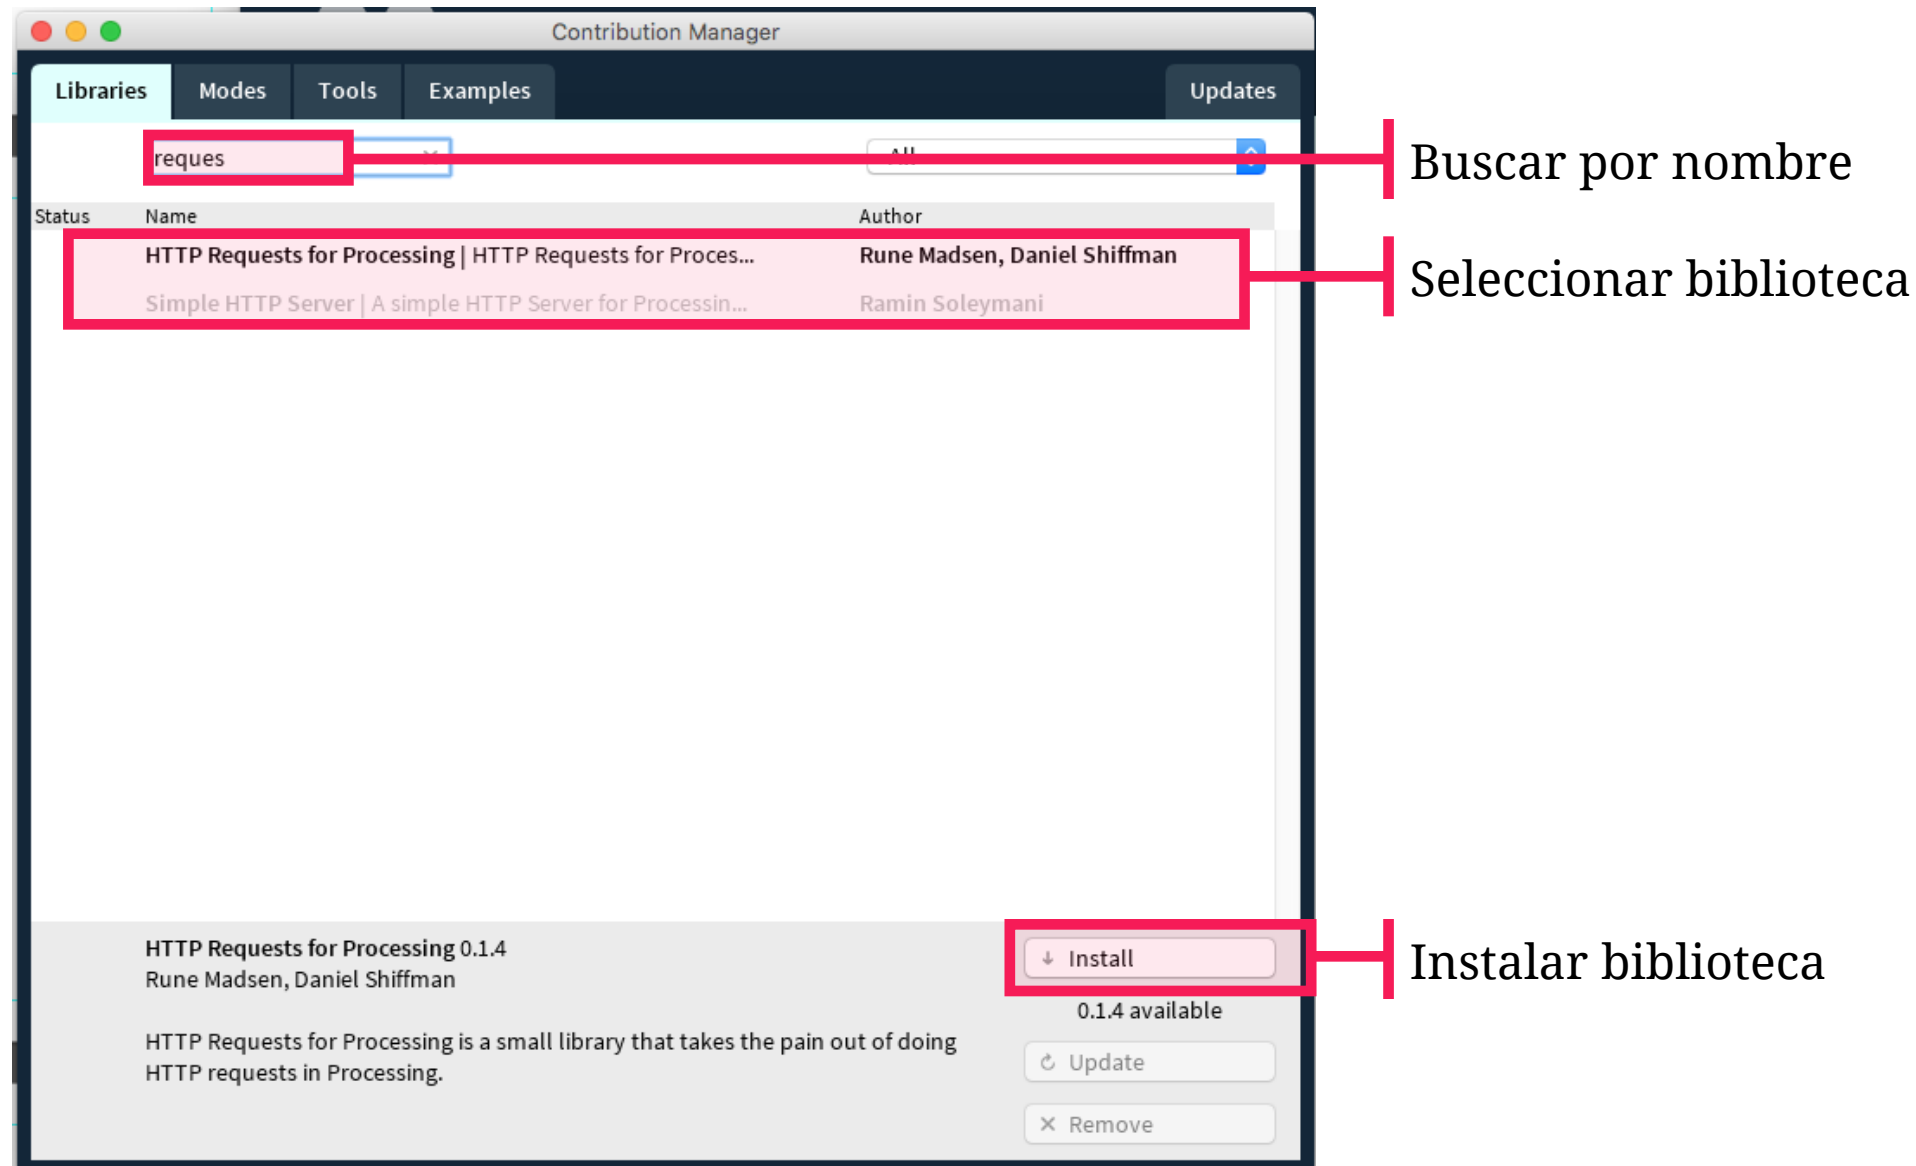 Contribution Manager
Libraries Modes Tools Examples Updates
reques All
Buscar por nombre
Status Name Author
HTTP Requests for Processing | HTTP Requests for Proces... Rune Madsen, Daniel Shiffman
Seleccionar biblioteca
Simple HTTP Server | A simple HTTP Server for Processin... Ramin Soleymani
HTTP Requests for Processing 0.1.4
Rune Madsen, Daniel Shiffman
Install
Instalar biblioteca
0.1.4 available
HTTP Requests for Processing is a small library that takes the pain out of doing
HTTP requests in Processing.
Update
Remove